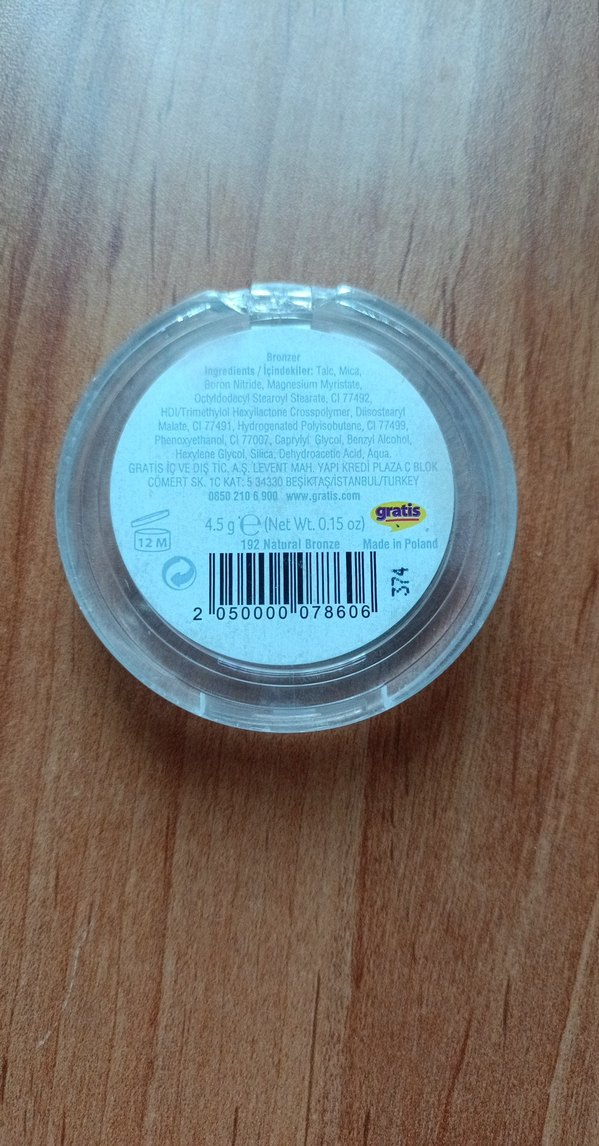 Bronzer
Ingredients / İçindekiler: Talc, Mica,
Boron Nitride, Magnesium Myristate,
Octyldodecyl Stearoyl Stearate, CI 77492,
HDI/Trimethylol Hexyllactone Crosspolymer, Diisostearyl
Malate, CI 77491, Hydrogenated Polyisobutene, CI 77499,
Phenoxyethanol, CI 77007, Caprylyl Glycol, Benzyl Alcohol,
Hexylene Glycol, Silica, Dehydroacetic Acid, Aqua.
GRATİS İÇ VE DIŞ TİC. A.Ş. LEVENT MAH. YAPI KREDİ PLAZA C BLOK
CÖMERT SK. 1C KAT: 5 34330 BEŞİKTAŞ/İSTANBUL/TURKEY
0850 210 6 900 www.gratis.com
4.5 g ℮ (Net Wt. 0.15 oz) gratis
12 M
192 Natural Bronze Made in Poland
374
2 050000 078606